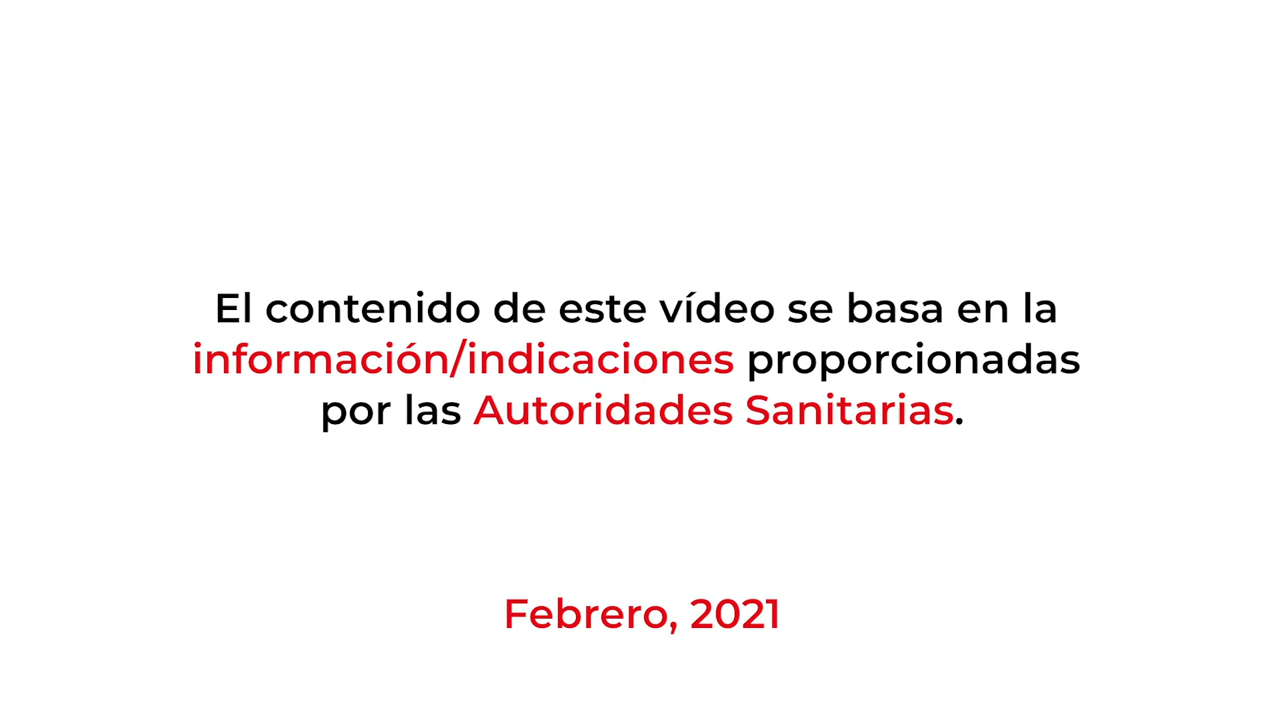 El contenido de este vídeo se basa en la
información/indicaciones proporcionadas
por las Autoridades Sanitarias.
Febrero, 2021